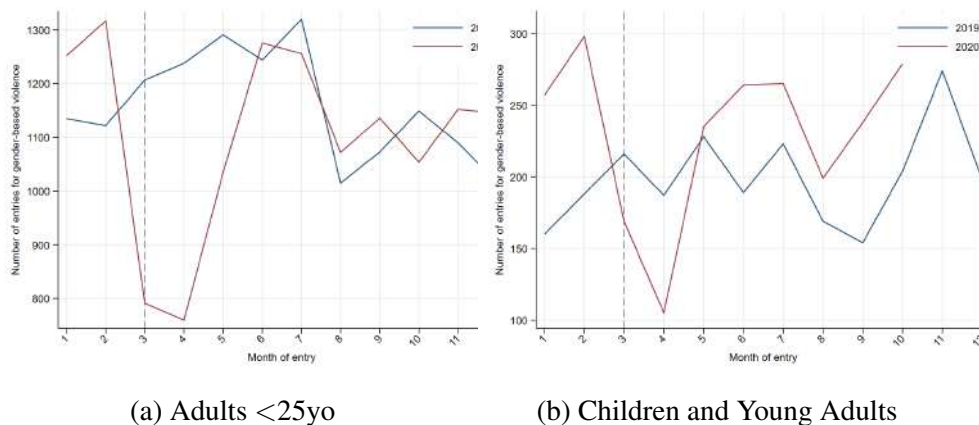 Number of entries for gender-based violence
1300
1200
1100
1000
900
800
1 2 3 4 5 6 7 8 9 10 11
Month of entry
(a) Adults <25yo
Number of entries for gender-based violence
300
250
200
150
100
2019
2020
1 2 3 4 5 6 7 8 9 10 11
Month of entry
(b) Children and Young Adults